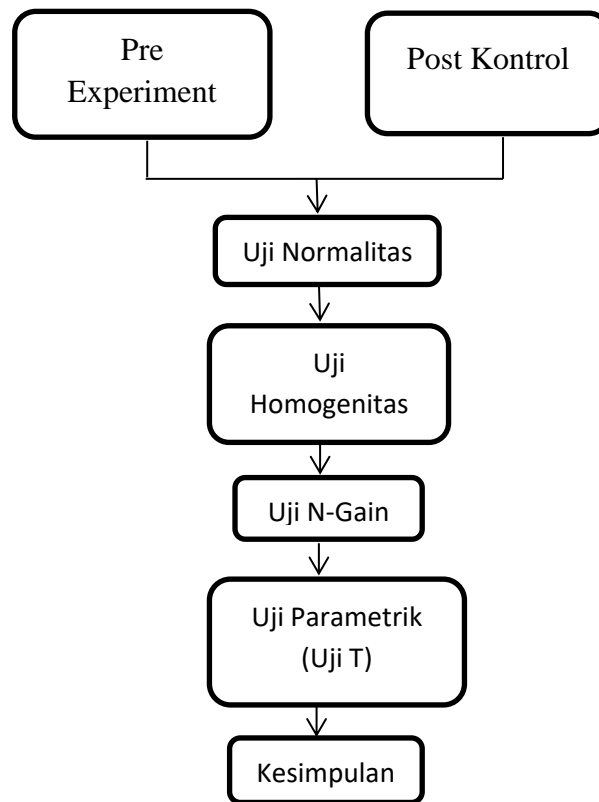 Pre
Experiment
Post Kontrol
Uji Normalitas
Uji
Homogenitas
Uji N-Gain
Uji Parametrik
(Uji T)
Kesimpulan